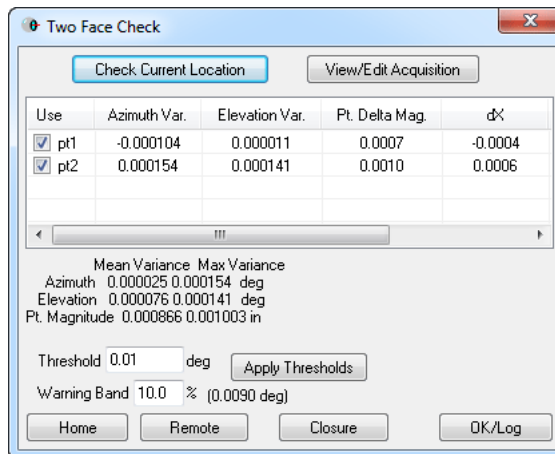 Two Face Check
Check Current Location View/Edit Acquisition
Use Azimuth Var. Elevation Var. Pt. Delta Mag. dX
pt1 -0.000104 0.000011 0.0007 -0.0004
pt2 0.000154 0.000141 0.0010 0.0006
Mean Variance Max Variance
Azimuth 0.000025 0.000154 deg
Elevation 0.000076 0.000141 deg
Pt. Magnitude 0.000866 0.001003 in
Threshold 0.01 deg Apply Thresholds
Warning Band 10.0 % (0.0090 deg)
Home Remote Closure OK/Log